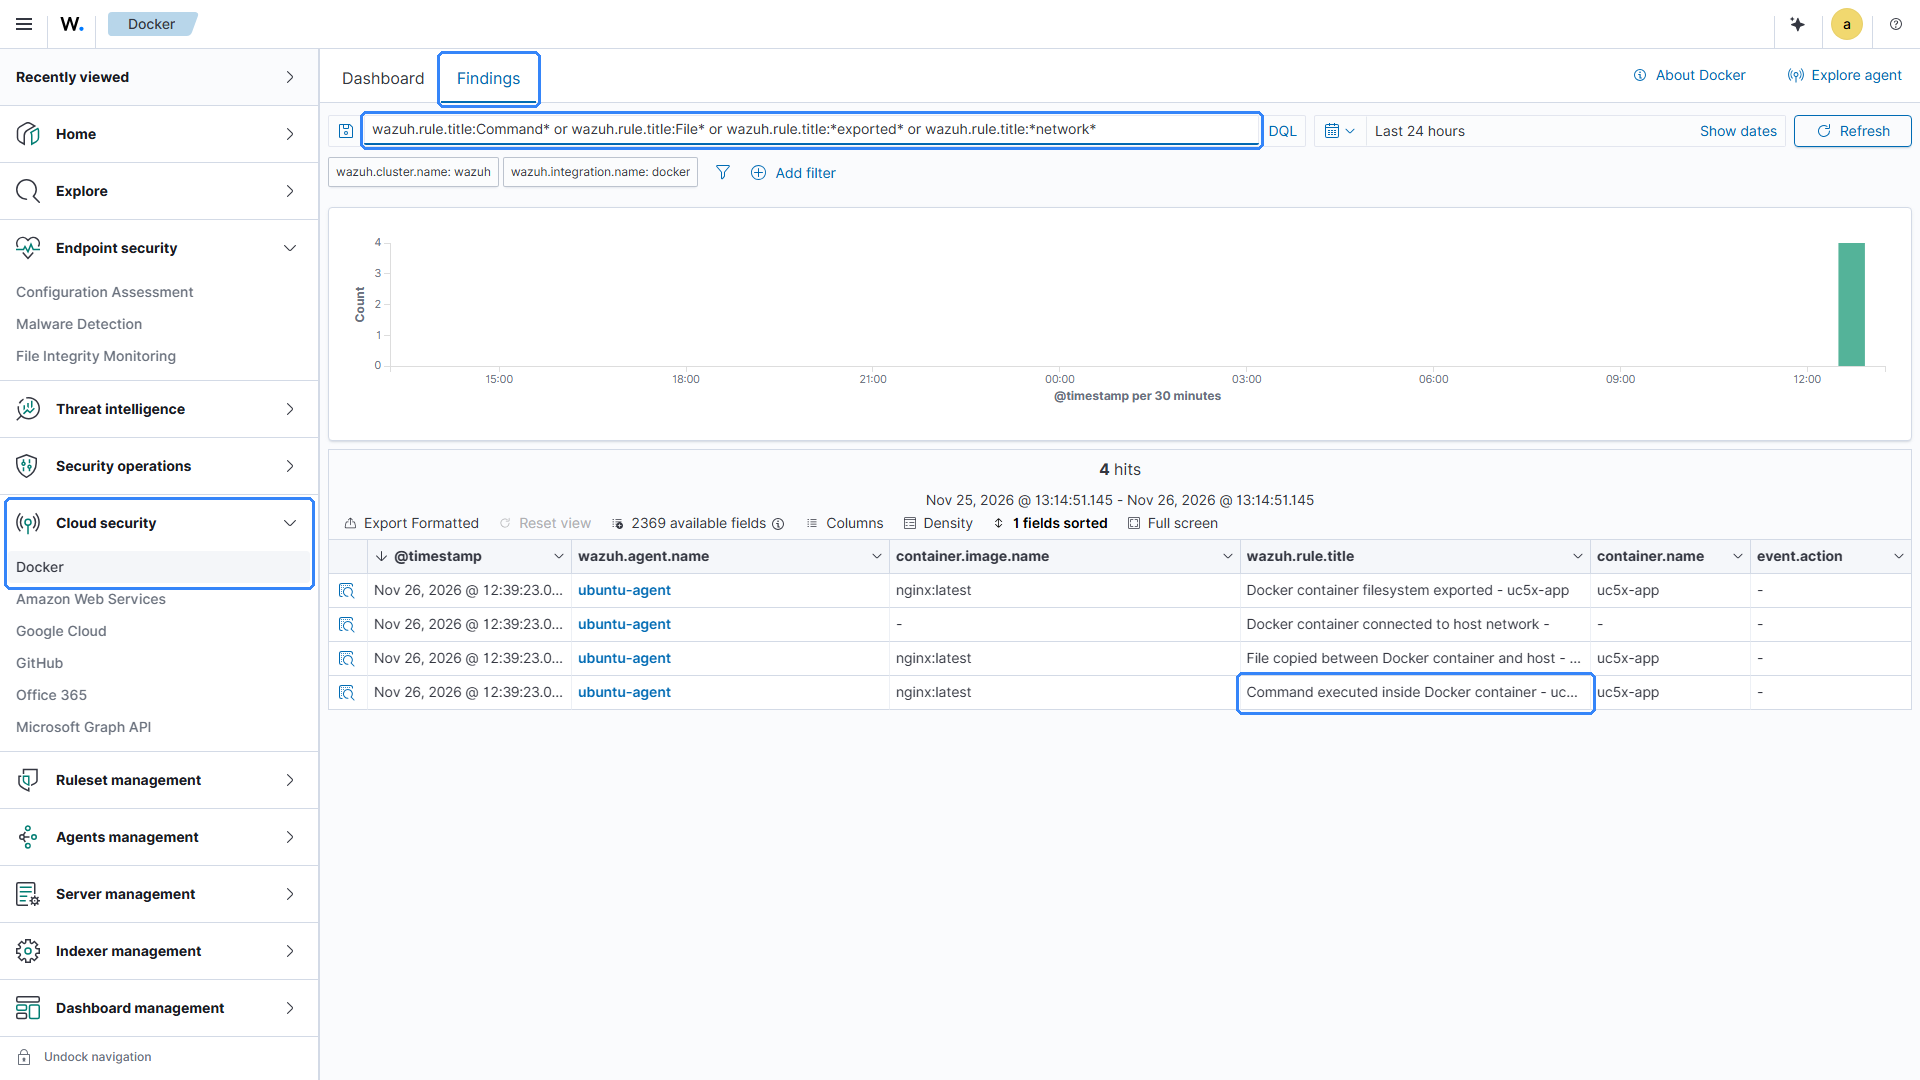 W.
Docker
a
Recently viewed
Home
Explore
Endpoint security
Configuration Assessment
Malware Detection
File Integrity Monitoring
Threat intelligence
Security operations
Cloud security
Docker
Amazon Web Services
Google Cloud
GitHub
Office 365
Microsoft Graph API
Ruleset management
Agents management
Server management
Indexer management
Dashboard management
Undock navigation
Dashboard Findings
About Docker Explore agent
wazuh.rule.title:Command* or wazuh.rule.title:File* or wazuh.rule.title:*exported* or wazuh.rule.title:*network* DQL Last 24 hours Show dates Refresh
wazuh.cluster.name: wazuh wazuh.integration.name: docker Add filter
Count
4
3
2
1
0
15:00 18:00 21:00 00:00 03:00 06:00 09:00 12:00
@timestamp per 30 minutes
4 hits
Nov 25, 2026 @ 13:14:51.145 - Nov 26, 2026 @ 13:14:51.145
Export Formatted Reset view 2369 available fields Columns Density 1 fields sorted Full screen
@timestamp wazuh.agent.name container.image.name wazuh.rule.title container.name event.action
Nov 26, 2026 @ 12:39:23.0... ubuntu-agent nginx:latest Docker container filesystem exported - uc5x-app uc5x-app -
Nov 26, 2026 @ 12:39:23.0... ubuntu-agent - Docker container connected to host network - - -
Nov 26, 2026 @ 12:39:23.0... ubuntu-agent nginx:latest File copied between Docker container and host - ... uc5x-app -
Nov 26, 2026 @ 12:39:23.0... ubuntu-agent nginx:latest Command executed inside Docker container - uc... uc5x-app -